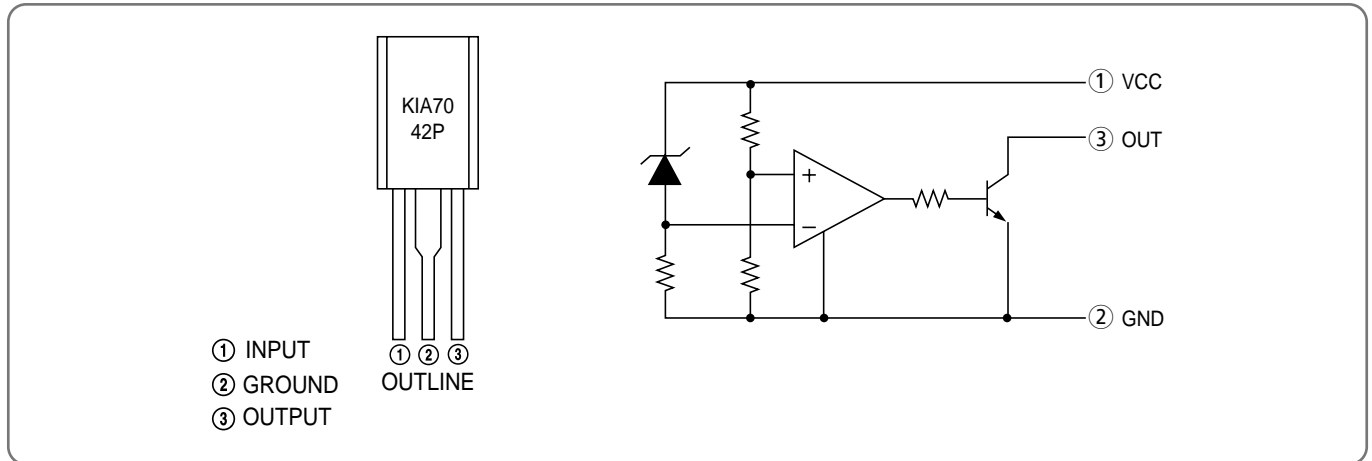 KIA70
42P
① INPUT
② GROUND
③ OUTPUT
① ② ③
OUTLINE
① VCC
③ OUT
+
−
② GND